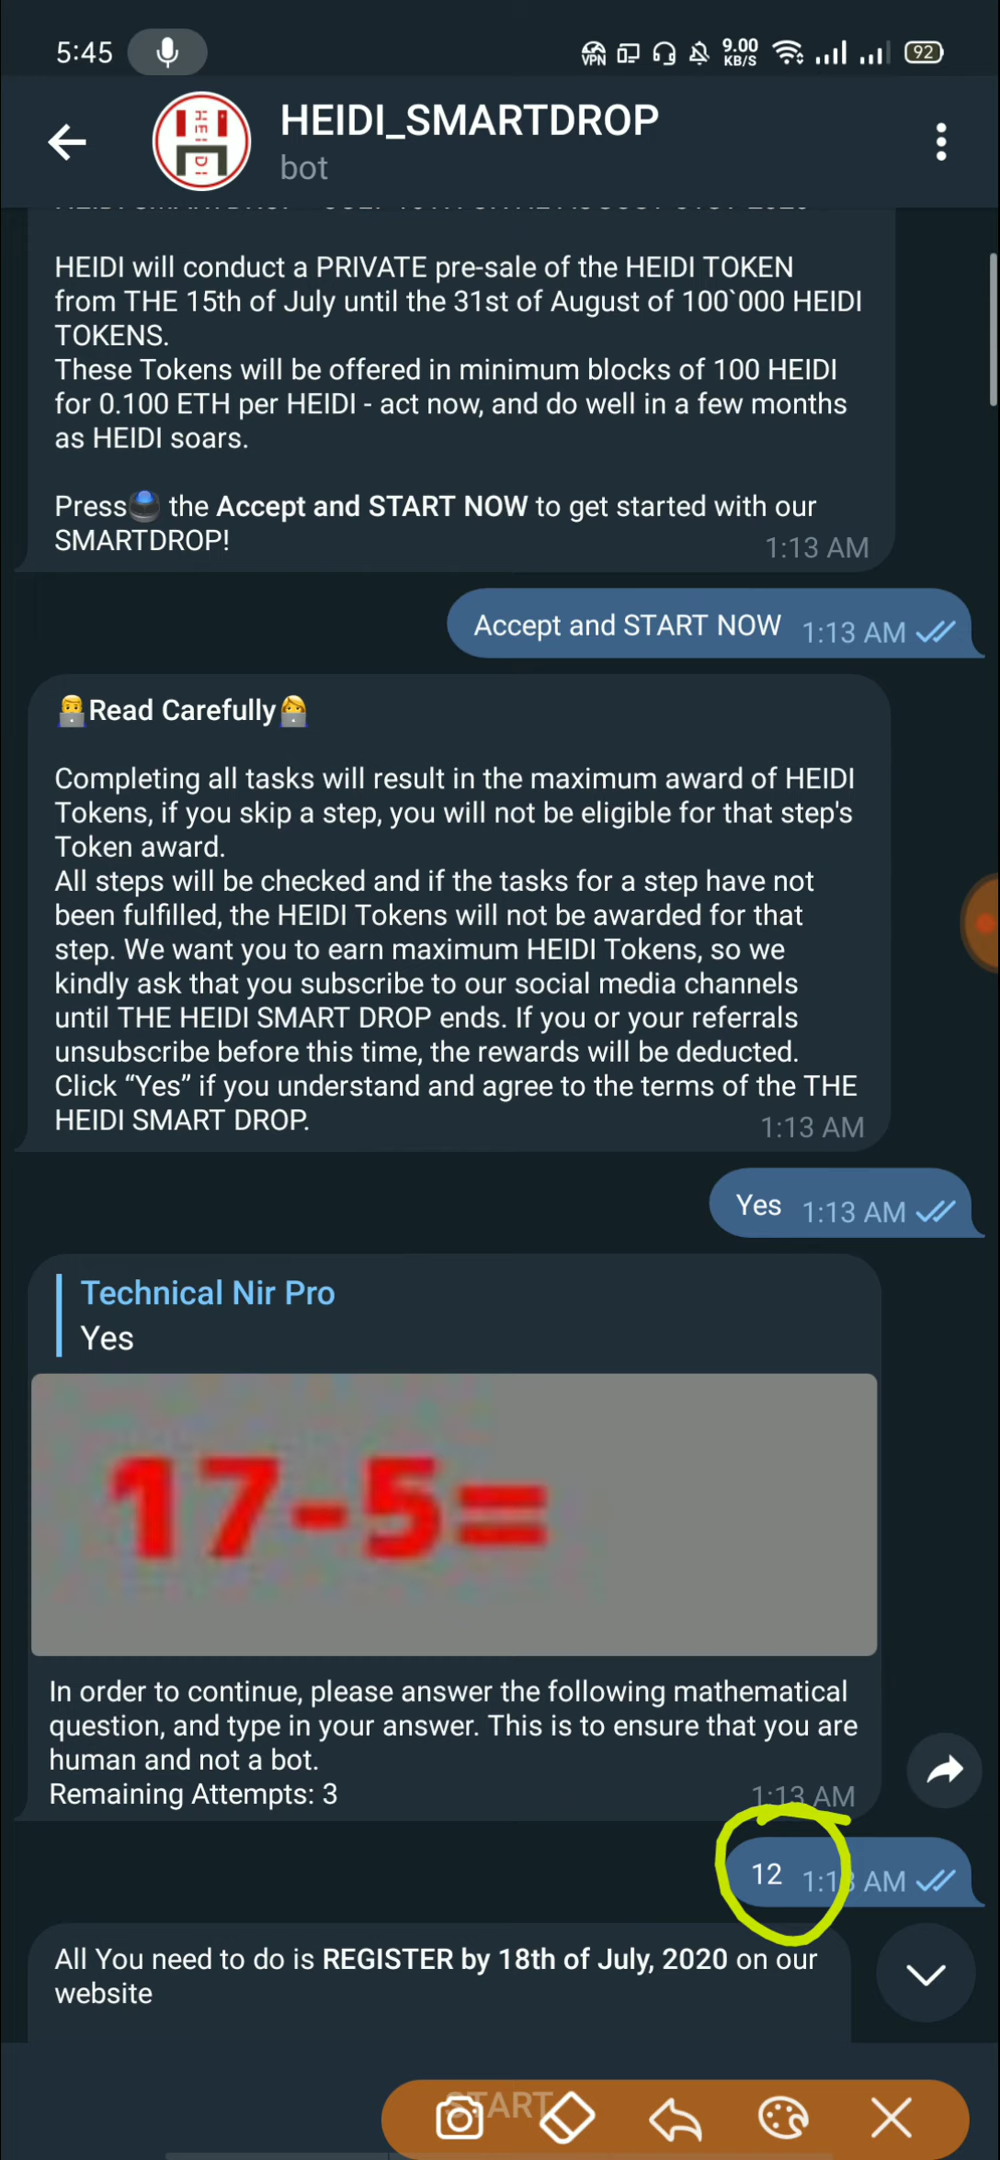 5:45
VPN
9.00
KB/S
92
HEIDI
HEIDI_SMARTDROP
bot
HEIDI will conduct a PRIVATE pre-sale of the HEIDI TOKEN
from THE 15th of July until the 31st of August of 100`000 HEIDI
TOKENS.
These Tokens will be offered in minimum blocks of 100 HEIDI
for 0.100 ETH per HEIDI - act now, and do well in a few months
as HEIDI soars.
Press the Accept and START NOW to get started with our
SMARTDROP!
1:13 AM
Accept and START NOW 1:13 AM
Read Carefully
Completing all tasks will result in the maximum award of HEIDI
Tokens, if you skip a step, you will not be eligible for that step's
Token award.
All steps will be checked and if the tasks for a step have not
been fulfilled, the HEIDI Tokens will not be awarded for that
step. We want you to earn maximum HEIDI Tokens, so we
kindly ask that you subscribe to our social media channels
until THE HEIDI SMART DROP ends. If you or your referrals
unsubscribe before this time, the rewards will be deducted.
Click “Yes” if you understand and agree to the terms of the THE
HEIDI SMART DROP.
1:13 AM
Yes 1:13 AM
Technical Nir Pro
Yes
17-5=
In order to continue, please answer the following mathematical
question, and type in your answer. This is to ensure that you are
human and not a bot.
Remaining Attempts: 3
1:13 AM
12 1:13 AM
All You need to do is REGISTER by 18th of July, 2020 on our
website
START